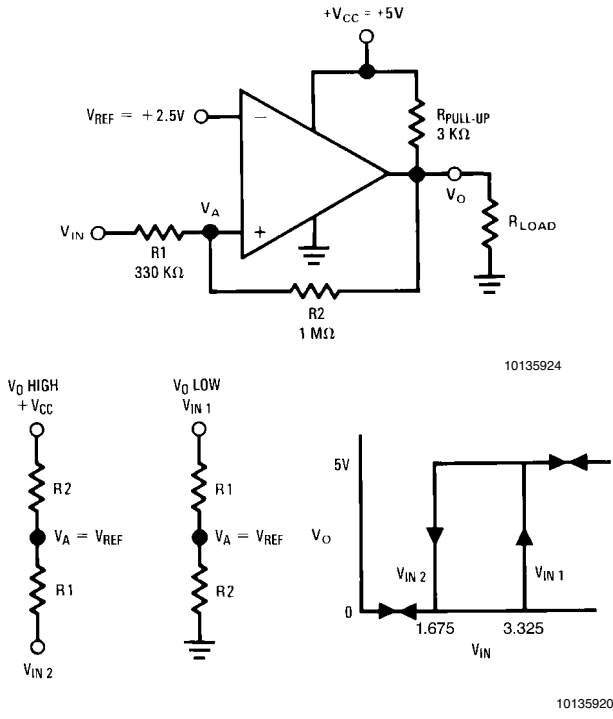 +VCC = +5V
VREF = +2.5V
−
RPULL-UP
3 KΩ
VA
VO
VIN
+
RLOAD
R1
330 KΩ
R2
1 MΩ
10135924
VO HIGH
+ VCC
VO LOW
VIN 1
R2
R1
5V
VA = VREF
VA = VREF
VO
R1
R2
VIN 2
VIN 1
0
1.675
3.325
VIN 2
VIN
10135920